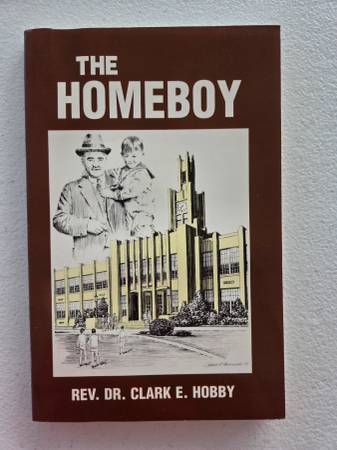 THE
HOMEBOY
REV. DR. CLARK E. HOBBY